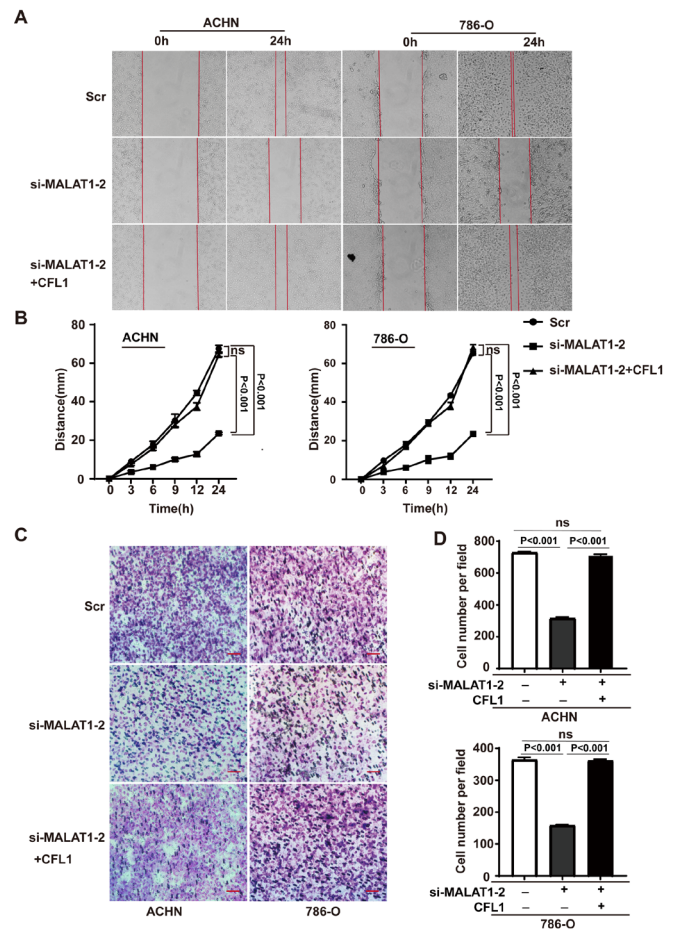 A
ACHN
786-O
0h
24h
0h
24h
Scr
si-MALAT1-2
si-MALAT1-2
+CFL1
B
80
60
40
20
0
Distance(mm)
ACHN
ns
P<0.001
P<0.001
0 3 6 9 12 24
Time(h)
80
60
40
20
0
Distance(mm)
786-O
ns
P<0.001
P<0.001
0 3 6 9 12 24
Time(h)
Scr
si-MALAT1-2
si-MALAT1-2+CFL1
C
Scr
si-MALAT1-2
si-MALAT1-2
+CFL1
ACHN
786-O
D
ns
P<0.001 P<0.001
800
600
400
200
0
Cell number per field
si-MALAT1-2 – + +
CFL1 – – +
ACHN
ns
P<0.001 P<0.001
400
300
200
100
0
Cell number per field
si-MALAT1-2 – + +
CFL1 – – +
786-O